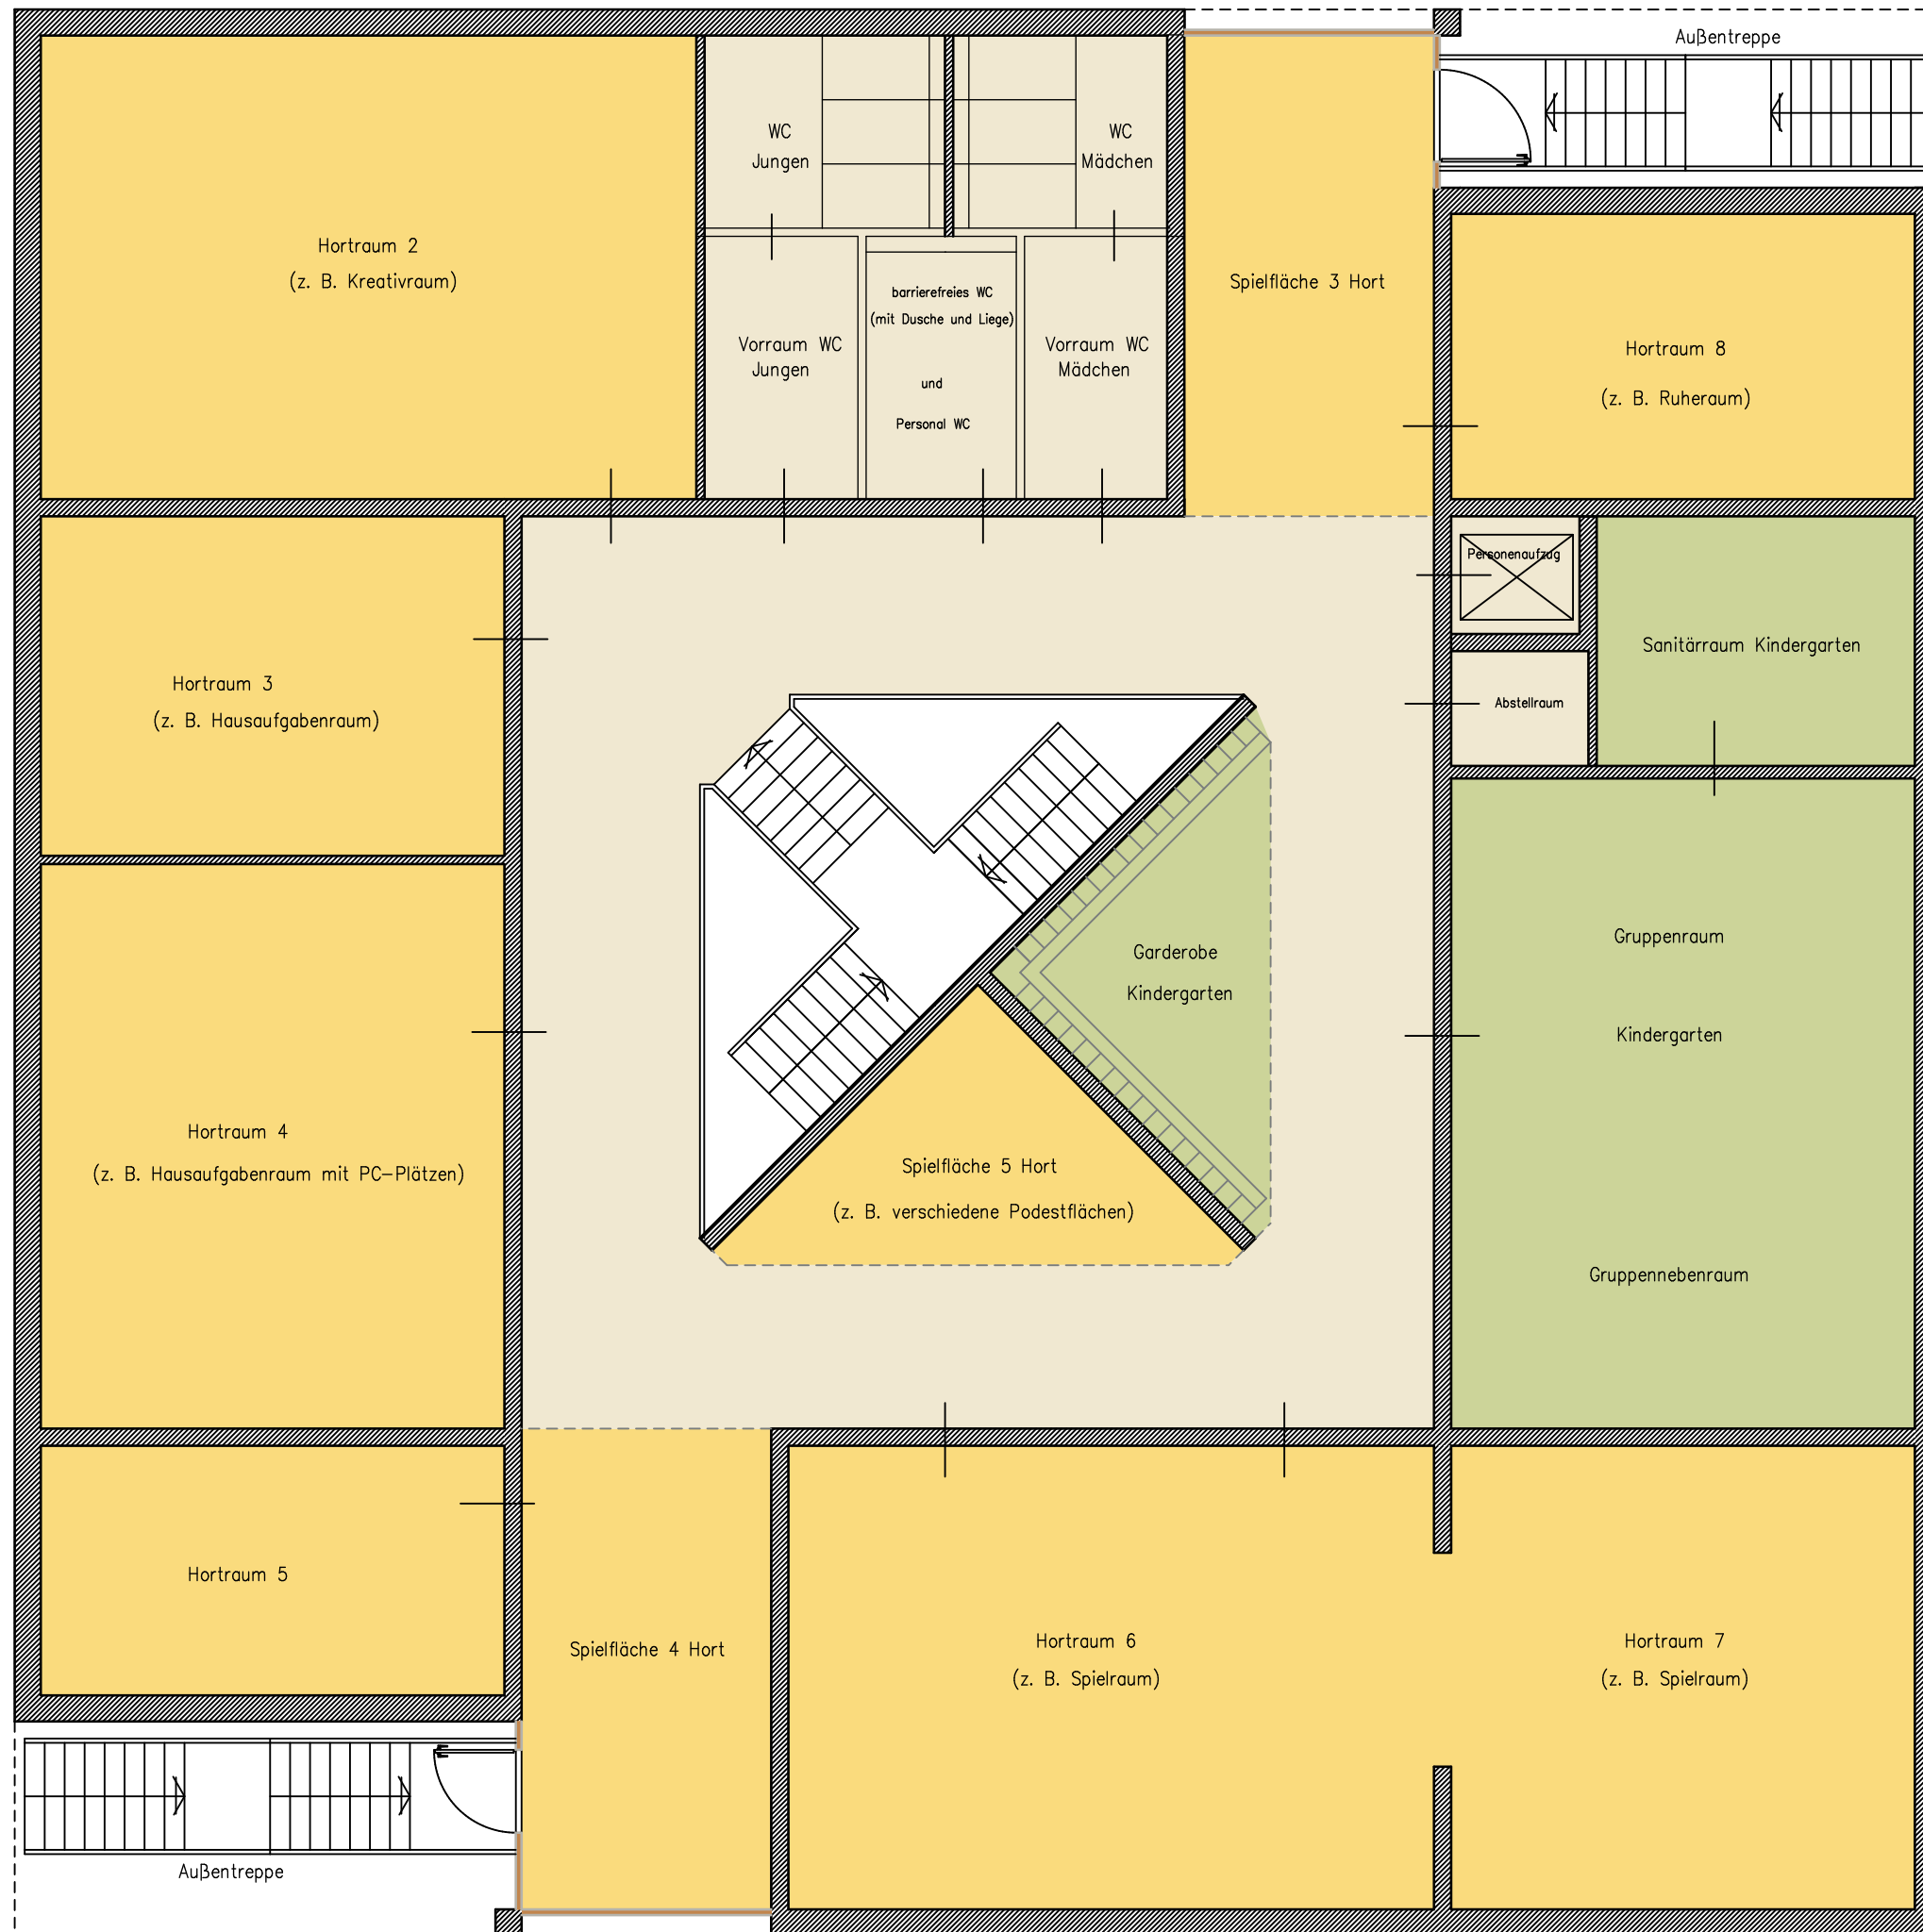 Außentreppe
WC
Jungen
WC
Mädchen
Hortraum 2
(z. B. Kreativraum)
Spielfläche 3 Hort
barrierefreies WC
(mit Dusche und Liege)
und
Personal WC
Vorraum WC
Jungen
Vorraum WC
Mädchen
Hortraum 8
(z. B. Ruheraum)
Personenaufzug
Sanitärraum Kindergarten
Abstellraum
Hortraum 3
(z. B. Hausaufgabenraum)
Garderobe
Kindergarten
Gruppenraum
Kindergarten
Gruppennebenraum
Hortraum 4
(z. B. Hausaufgabenraum mit PC-Plätzen)
Spielfläche 5 Hort
(z. B. verschiedene Podestflächen)
Hortraum 5
Spielfläche 4 Hort
Hortraum 6
(z. B. Spielraum)
Hortraum 7
(z. B. Spielraum)
Außentreppe